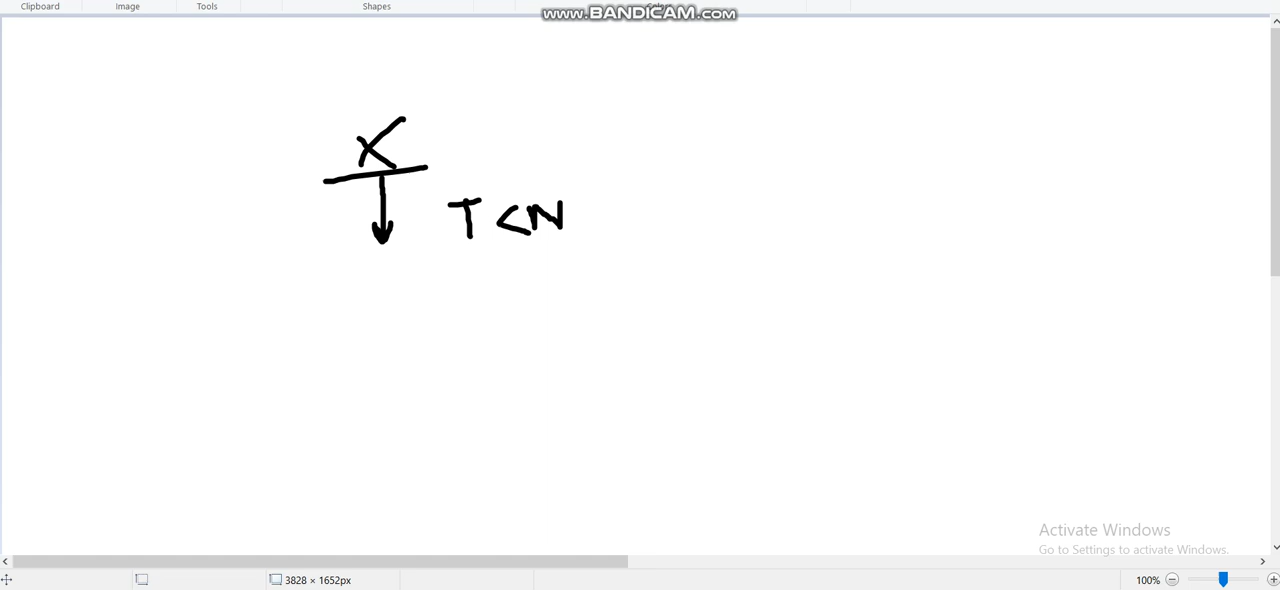 Clipboard Image Tools Shapes
www.BANDICAM.com
K
T < N
Activate Windows
Go to Settings to activate Windows.
3828 × 1652px 100%